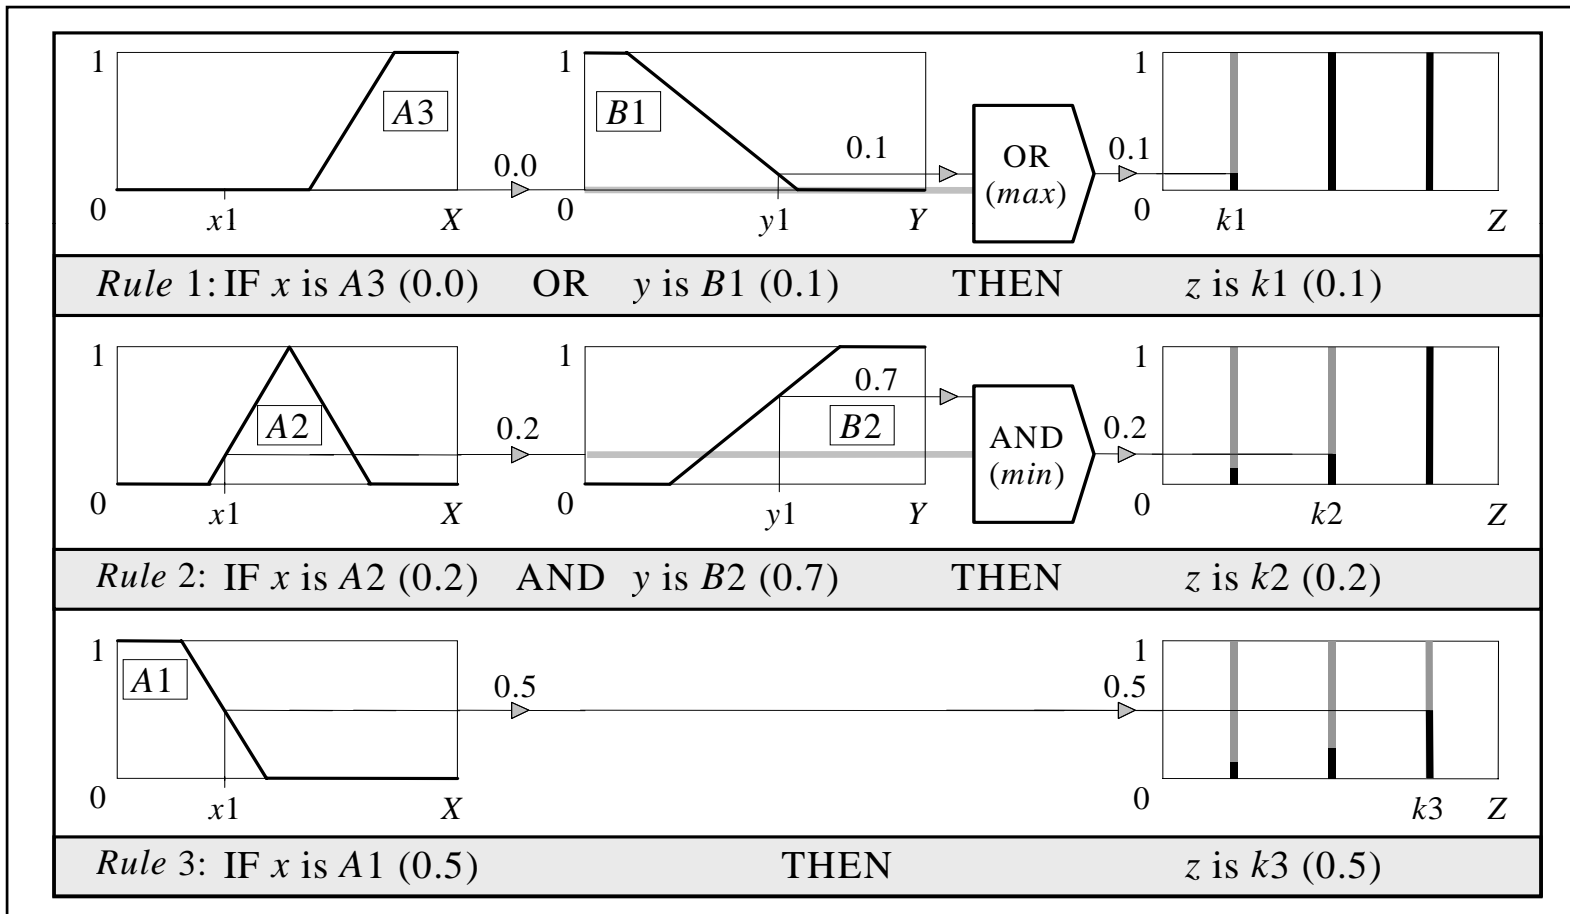 1 A3 1 B1 0.1 1
0.0 OR (max) 0.1
0 x1 X 0 y1 Y 0 k1 Z
Rule 1: IF x is A3 (0.0) OR y is B1 (0.1) THEN z is k1 (0.1)
1 1 0.7 1
A2 0.2 B2 AND (min) 0.2
0 x1 X 0 y1 Y 0 k2 Z
Rule 2: IF x is A2 (0.2) AND y is B2 (0.7) THEN z is k2 (0.2)
1 1
A1 0.5 0.5
0 x1 X 0 k3 Z
Rule 3: IF x is A1 (0.5) THEN z is k3 (0.5)